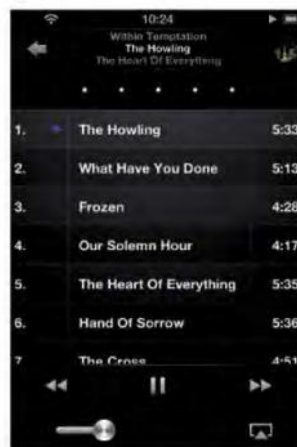 10:24
Within Temptation
The Howling
The Heart Of Everything
1. The Howling 5:33
2. What Have You Done 5:13
3. Frozen 4:28
4. Our Solemn Hour 4:17
5. The Heart Of Everything 5:35
6. Hand Of Sorrow 5:36
7 The Cross 4:51